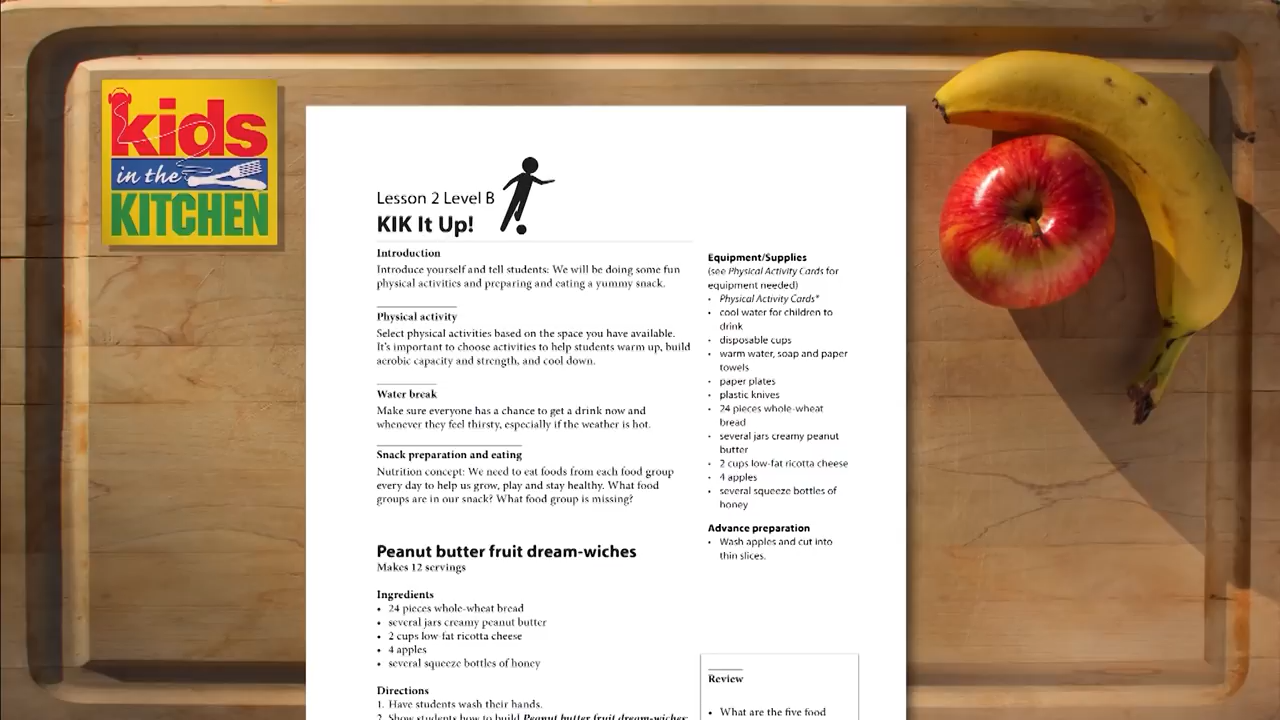 kids
in the
KITCHEN
Lesson 2 Level B
KIK It Up!
Introduction
Introduce yourself and tell students: We will be doing some fun
physical activities and preparing and eating a yummy snack.
Physical activity
Select physical activities based on the space you have available.
It's important to choose activities to help students warm up, build
aerobic capacity and strength, and cool down.
Water break
Make sure everyone has a chance to get a drink now and
whenever they feel thirsty, especially if the weather is hot.
Snack preparation and eating
Nutrition concept: We need to eat foods from each food group
every day to help us grow, play and stay healthy. What food
groups are in our snack? What food group is missing?
Peanut butter fruit dream-wiches
Makes 12 servings
Ingredients
• 24 pieces whole-wheat bread
• several jars creamy peanut butter
• 2 cups low-fat ricotta cheese
• 4 apples
• several squeeze bottles of honey
Directions
1. Have students wash their hands.
2. Show students how to build Peanut butter fruit dream-wiches:
Equipment/Supplies
(see Physical Activity Cards for
equipment needed)
• Physical Activity Cards*
• cool water for children to
drink
• disposable cups
• warm water, soap and paper
towels
• paper plates
• plastic knives
• 24 pieces whole-wheat
bread
• several jars creamy peanut
butter
• 2 cups low-fat ricotta cheese
• 4 apples
• several squeeze bottles of
honey
Advance preparation
• Wash apples and cut into
thin slices.
Review
• What are the five food